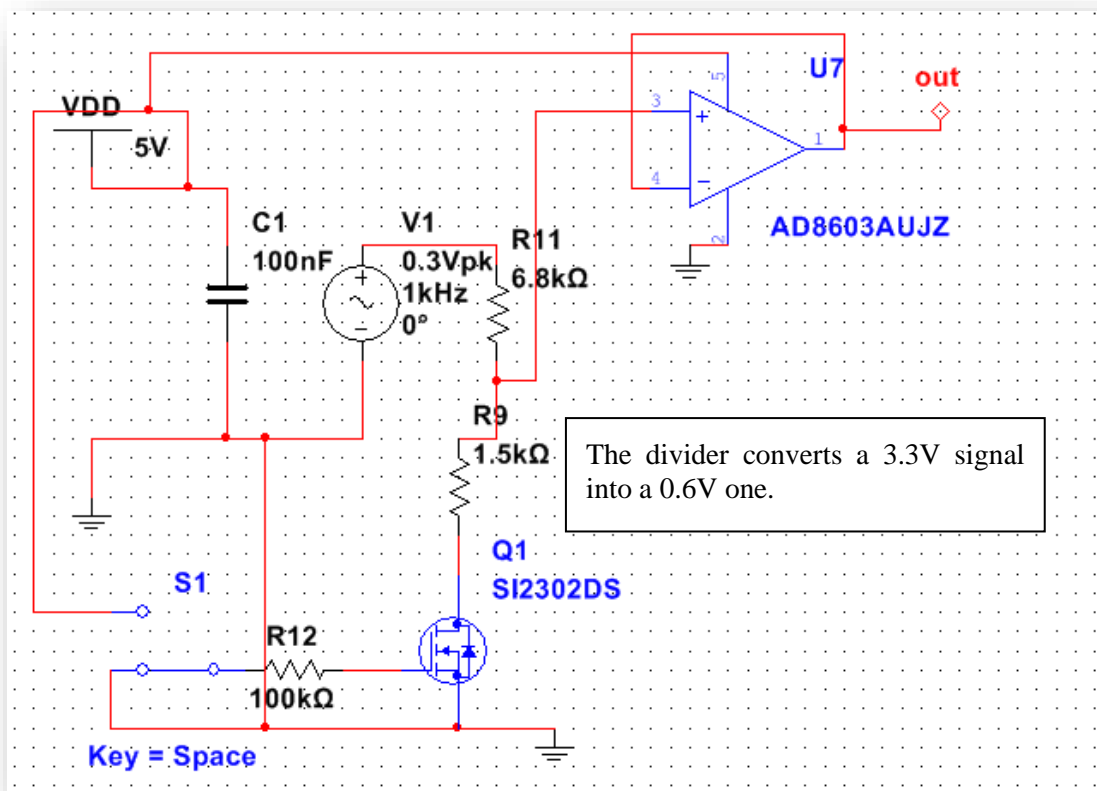 VDD
5V
C1
100nF
V1
0.3Vpk
1kHz
0°
R11
6.8kΩ
U7
out
3
5
4
1
2
+
−
+
−
AD8603AUJZ
R9
1.5kΩ
The divider converts a 3.3V signal
into a 0.6V one.
Q1
SI2302DS
S1
R12
100kΩ
Key = Space